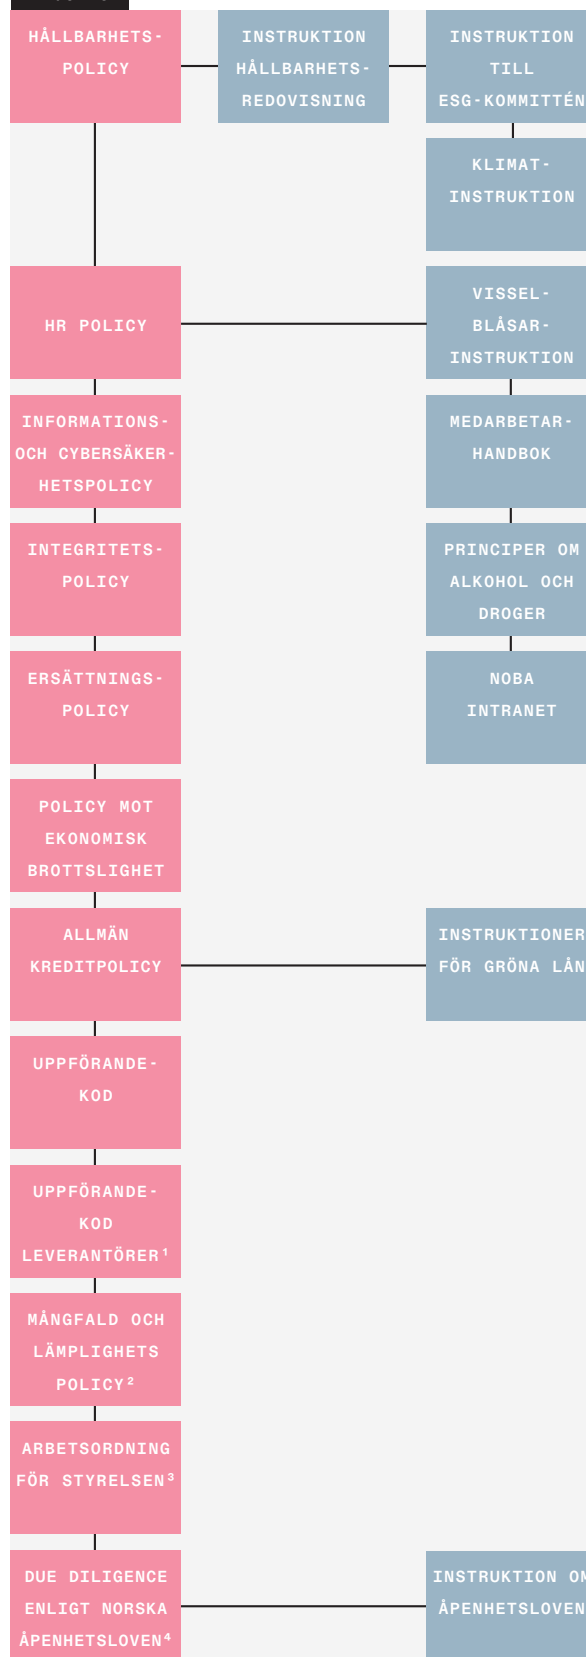 HÅLLBARHETS-
POLICY
INSTRUKTION
HÅLLBARHETS-
REDOVISNING
INSTRUKTION
TILL
ESG-KOMMITTÉN
KLIMAT-
INSTRUKTION
HR POLICY
VISSEL-
BLÅSAR-
INSTRUKTION
INFORMATIONS-
OCH CYBERSÄKER-
HETSPOLICY
MEDARBETAR-
HANDBOK
INTEGRITETS-
POLICY
PRINCIPER OM
ALKOHOL OCH
DROGER
ERSÄTTNINGS-
POLICY
NOBA
INTRANET
POLICY MOT
EKONOMISK
BROTTSLIGHET
ALLMÄN
KREDITPOLICY
INSTRUKTIONER
FÖR GRÖNA LÅN
UPPFÖRANDE-
KOD
UPPFÖRANDE-
KOD
LEVERANTÖRER¹
MÅNGFALD OCH
LÄMPLIGHETS
POLICY²
ARBETSORDNING
FÖR STYRELSEN³
DUE DILIGENCE
ENLIGT NORSKA
ÅPENHETSLOVEN⁴
INSTRUKTION OM
ÅPENHETSLOVEN